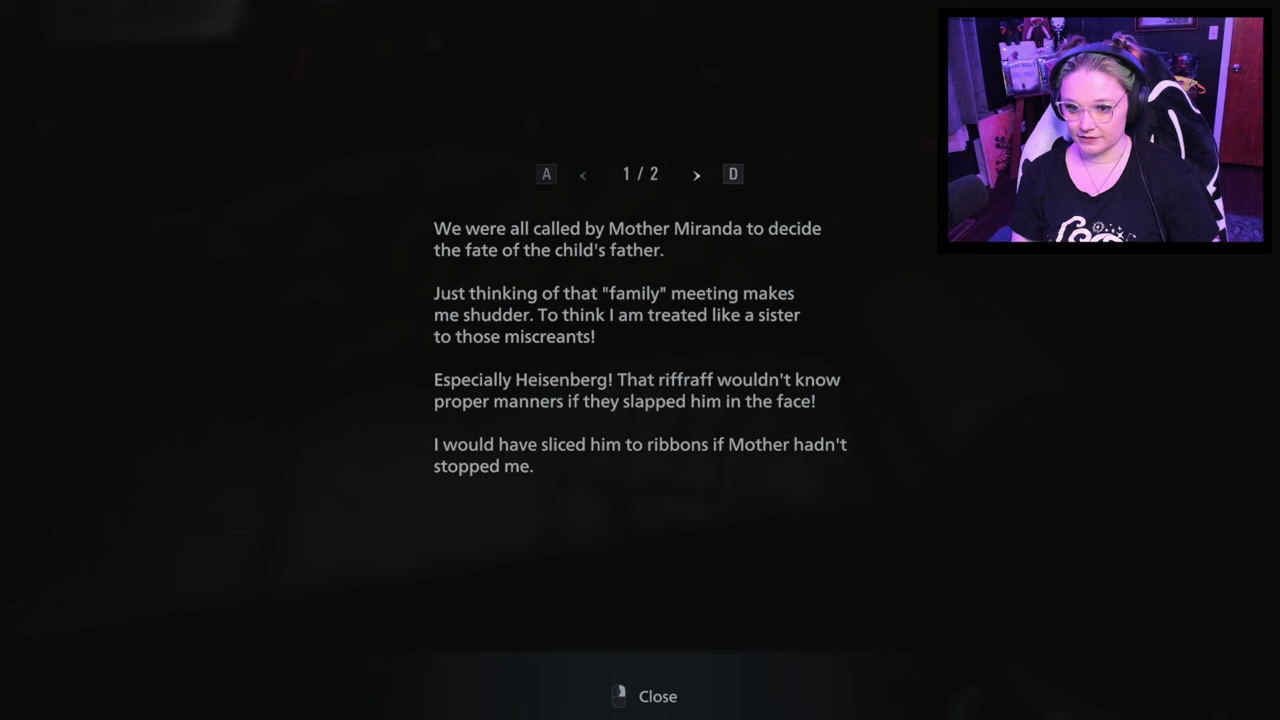 A < 1 / 2 > D
We were all called by Mother Miranda to decide
the fate of the child's father.
Just thinking of that "family" meeting makes
me shudder. To think I am treated like a sister
to those miscreants!
Especially Heisenberg! That riffraff wouldn't know
proper manners if they slapped him in the face!
I would have sliced him to ribbons if Mother hadn't
stopped me.
Close